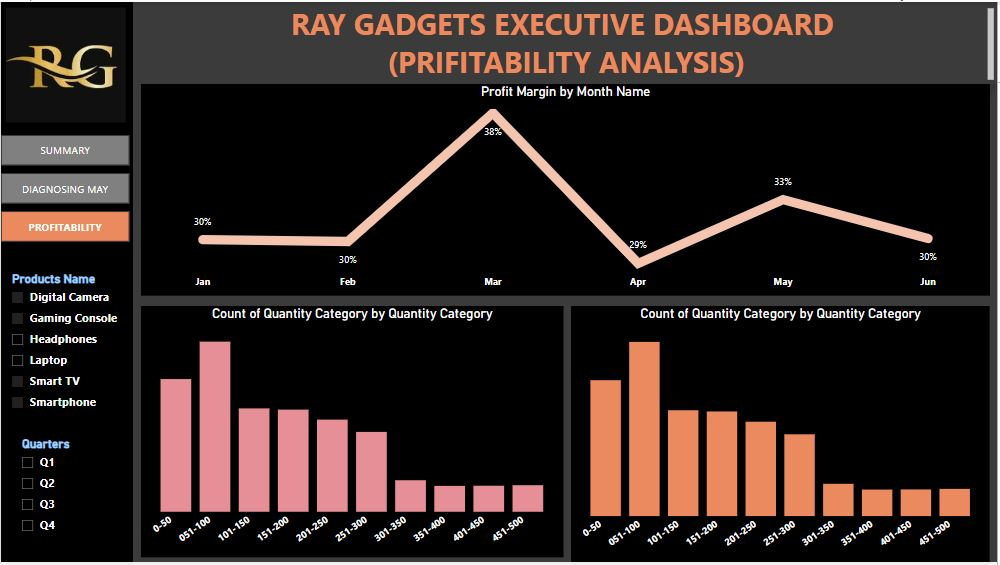 RG
RAY GADGETS EXECUTIVE DASHBOARD
(PRIFITABILITY ANALYSIS)
SUMMARY
DIAGNOSING MAY
PROFITABILITY
Products Name
Digital Camera
Gaming Console
Headphones
Laptop
Smart TV
Smartphone
Quarters
Q1
Q2
Q3
Q4
Profit Margin by Month Name
30%
30%
38%
29%
33%
30%
Jan
Feb
Mar
Apr
May
Jun
Count of Quantity Category by Quantity Category
0-50
051-100
101-150
151-200
201-250
251-300
301-350
351-400
401-450
451-500
Count of Quantity Category by Quantity Category
0-50
051-100
101-150
151-200
201-250
251-300
301-350
351-400
401-450
451-500